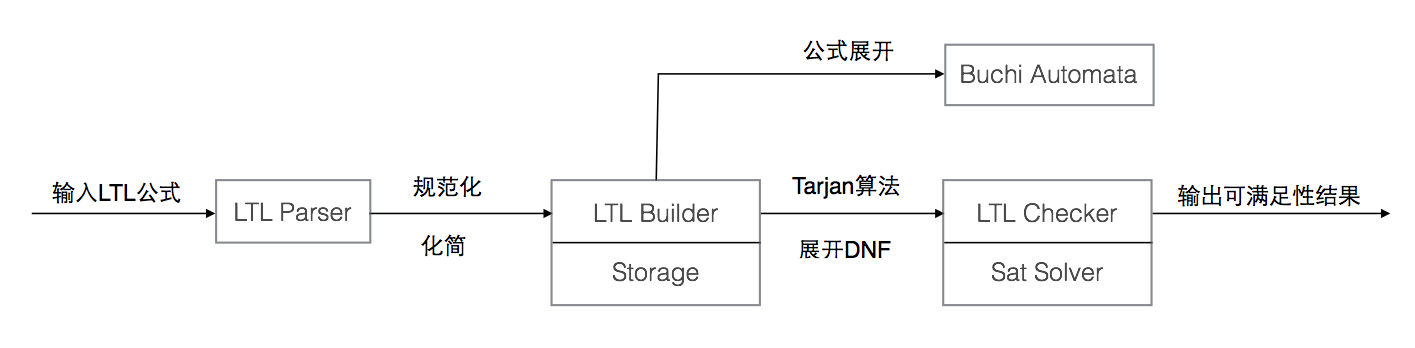 公式展开
Buchi Automata
输入LTL公式
LTL Parser
规范化
化简
LTL Builder
Storage
Tarjan算法
展开DNF
LTL Checker
Sat Solver
输出可满足性结果